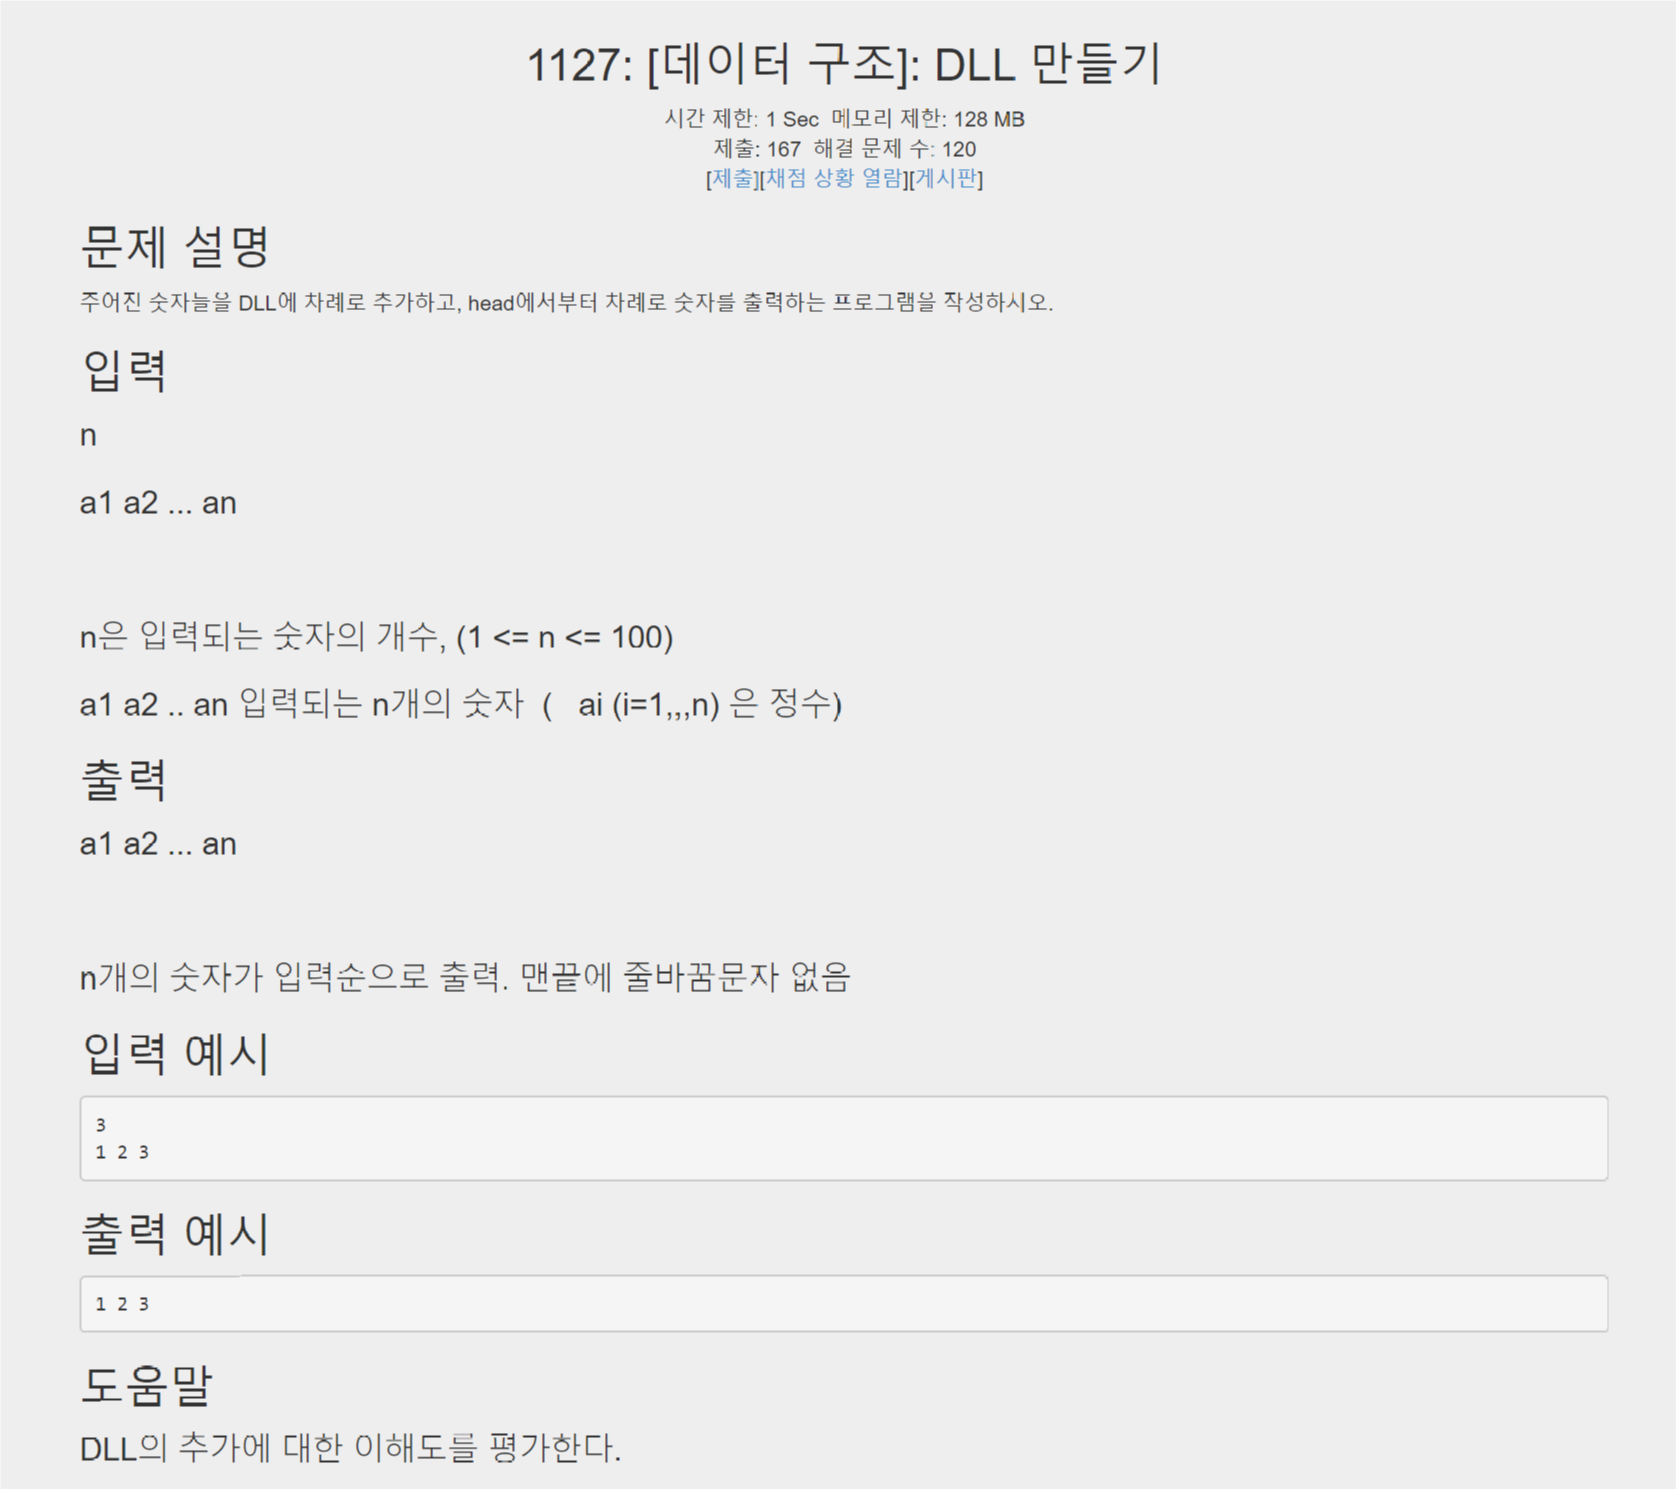 1127: [데이터 구조]: DLL 만들기
시간 제한: 1 Sec 메모리 제한: 128 MB
제출: 167 해결 문제 수: 120
[제출][채점 상황 열람][게시판]
문제 설명
주어진 숫자늘을 DLL에 차례로 추가하고, head에서부터 차례로 숫자를 출력하는 프로그램을 작성하시오.
입력
n
a1 a2 ... an
n은 입력되는 숫자의 개수, (1 <= n <= 100)
a1 a2 .. an 입력되는 n개의 숫자 ( ai (i=1,,,n) 은 정수)
출력
a1 a2 ... an
n개의 숫자가 입력순으로 출력. 맨끝에 줄바꿈문자 없음
입력 예시
3
1 2 3
출력 예시
1 2 3
도움말
DLL의 추가에 대한 이해도를 평가한다.